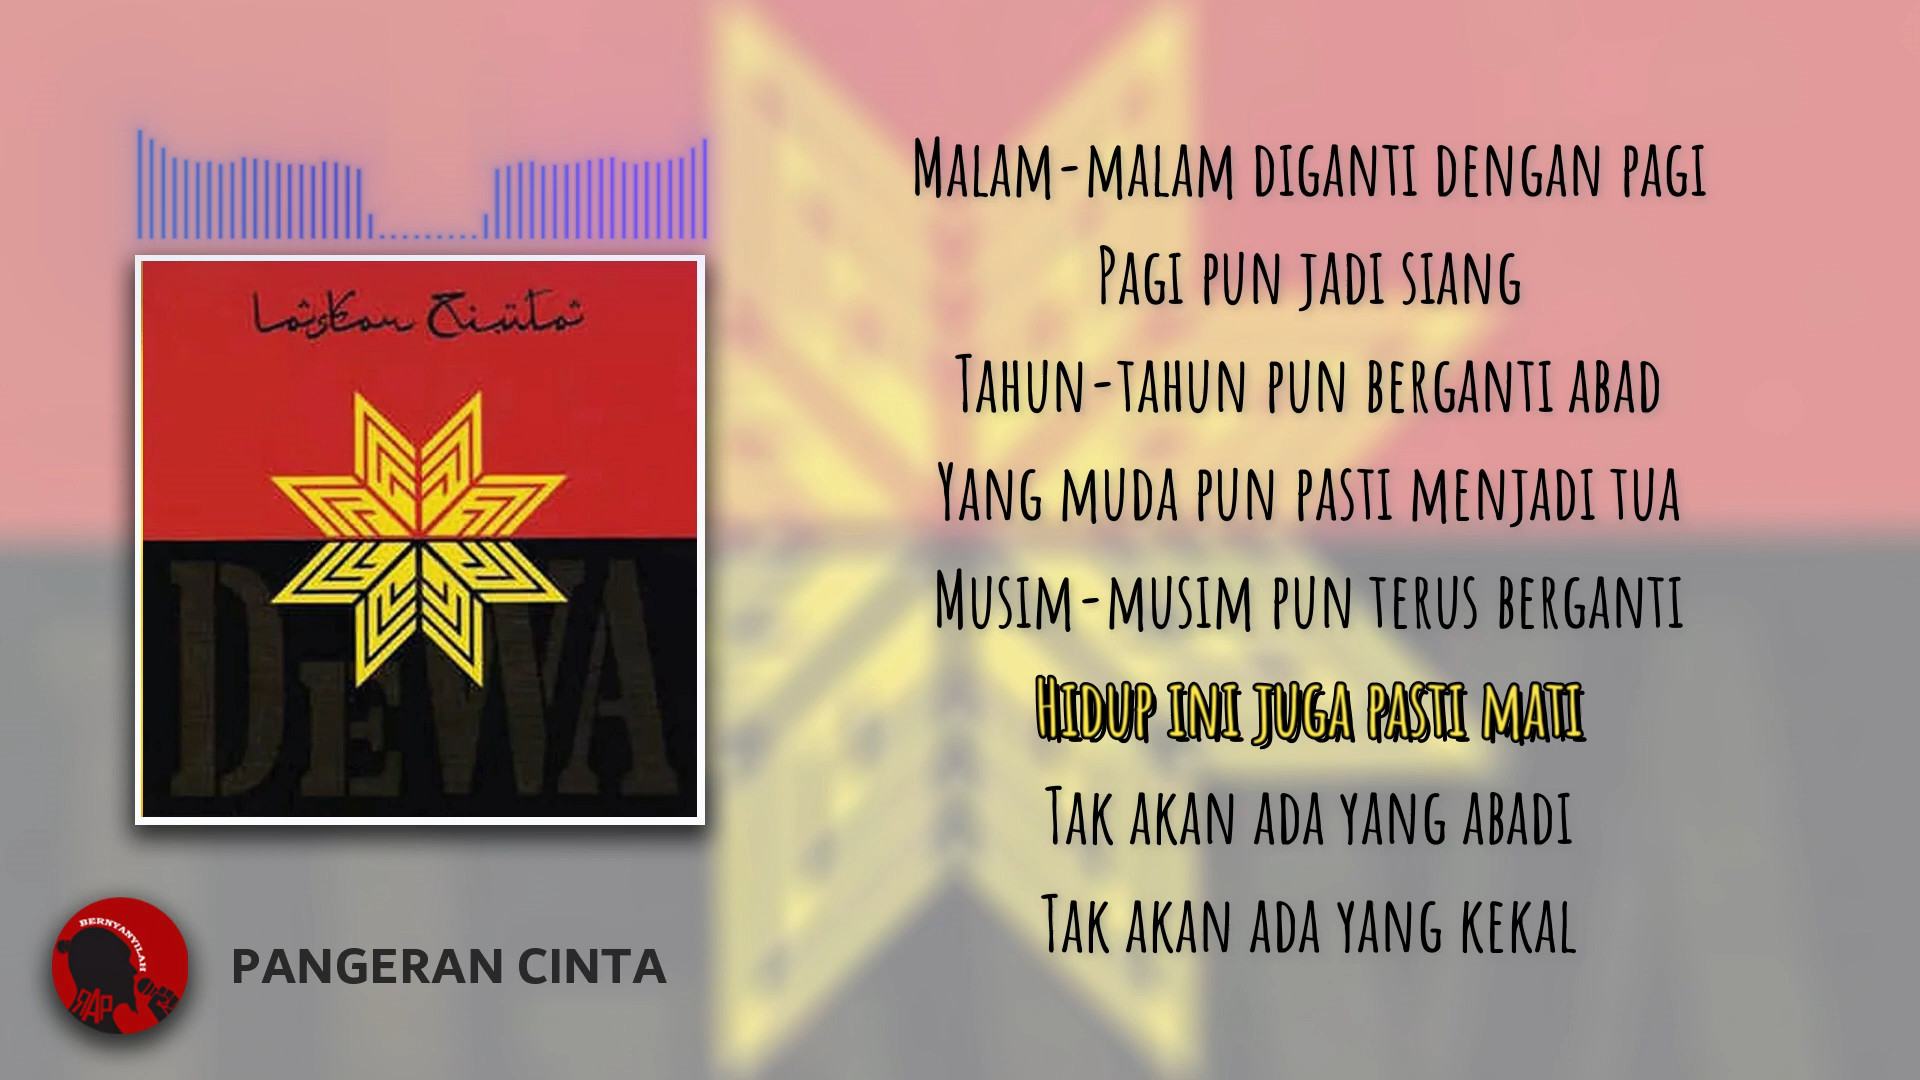 Laskar Cinta
DEWA
BERNYANYILAH
RAP
PANGERAN CINTA
Malam-malam diganti dengan pagi
Pagi pun jadi siang
Tahun-tahun pun berganti abad
Yang muda pun pasti menjadi tua
Musim-musim pun terus berganti
Hidup ini juga pasti mati
Tak akan ada yang abadi
Tak akan ada yang kekal